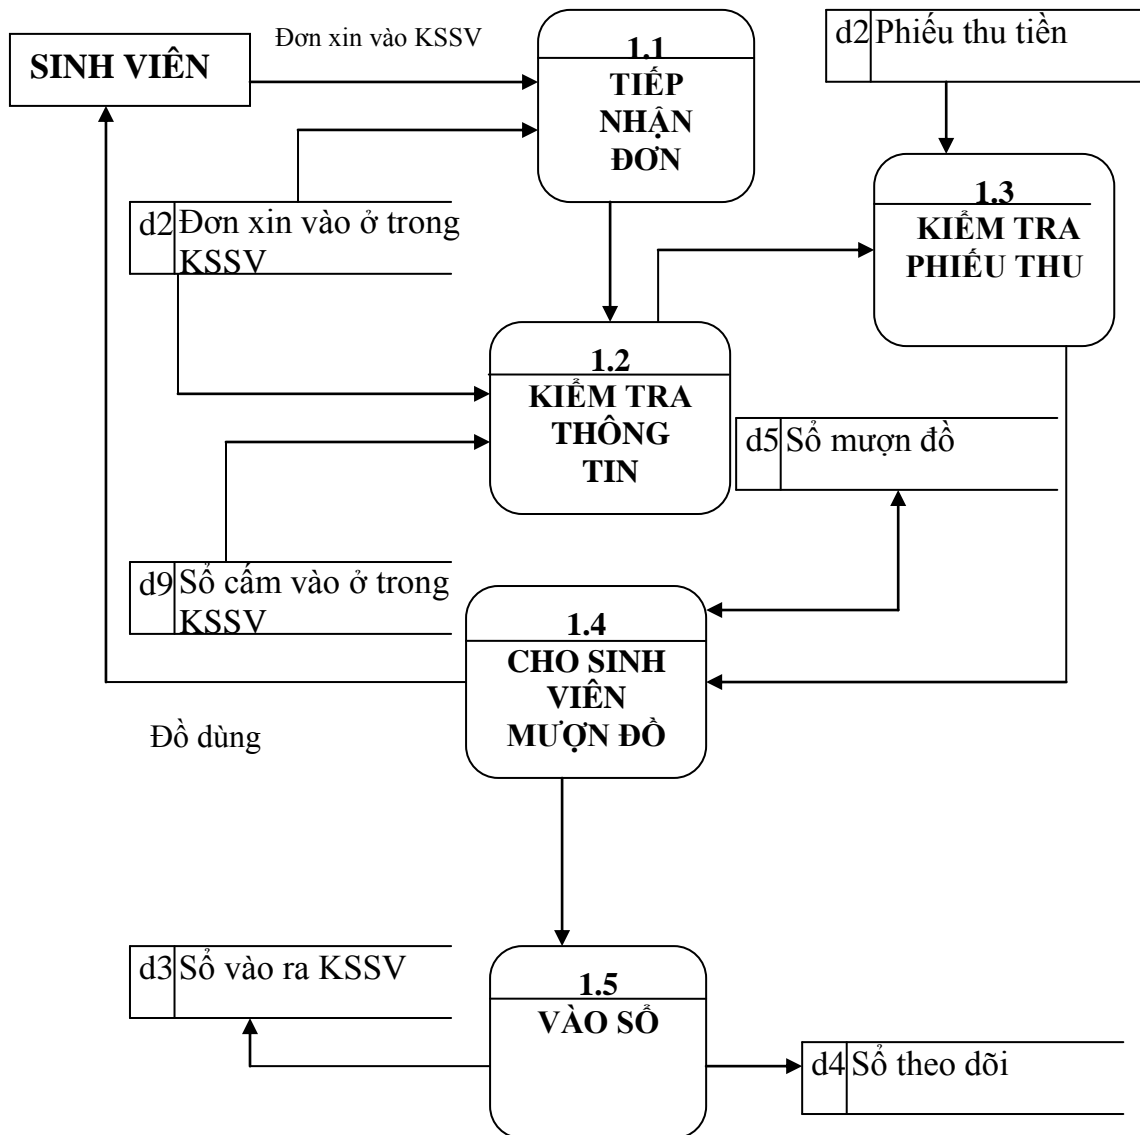 Đơn xin vào KSSV
SINH VIÊN
1.1
TIẾP
NHẬN
ĐƠN
d2 Phiếu thu tiền
1.3
KIỂM TRA
PHIẾU THU
d2 Đơn xin vào ở trong
KSSV
1.2
KIỂM TRA
THÔNG
TIN
d5 Sổ mượn đồ
d9 Sổ cấm vào ở trong
KSSV
1.4
CHO SINH
VIÊN
MƯỢN ĐỒ
Đồ dùng
d3 Sổ vào ra KSSV
1.5
VÀO SỔ
d4 Sổ theo dõi